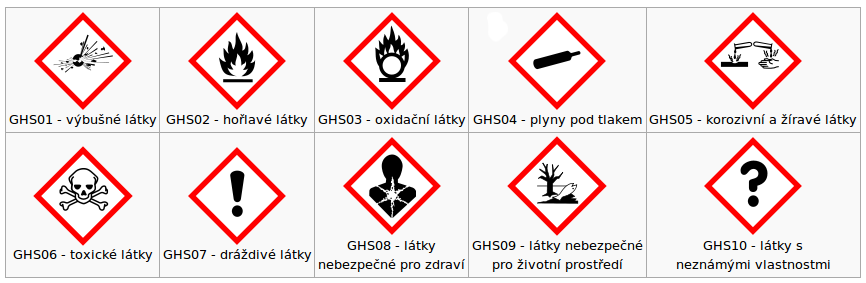 GHS01 - výbušné látky
GHS02 - hořlavé látky
GHS03 - oxidační látky
GHS04 - plyny pod tlakem
GHS05 - korozivní a žíravé látky
GHS06 - toxické látky
GHS07 - dráždivé látky
GHS08 - látky
nebezpečné pro zdraví
GHS09 - látky nebezpečné
pro životní prostředí
?
GHS10 - látky s
neznámými vlastnostmi